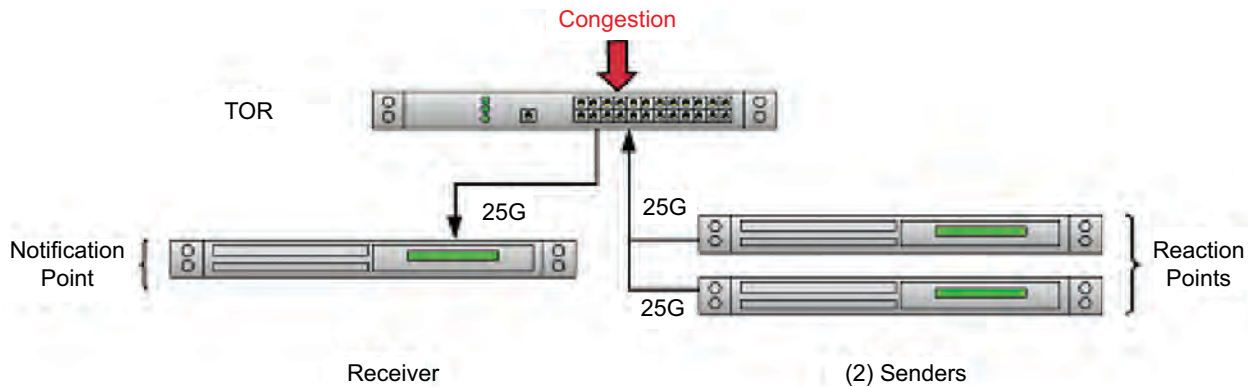 Congestion
TOR
25G
25G
Notification
Point
Reaction
Points
25G
Receiver
(2) Senders